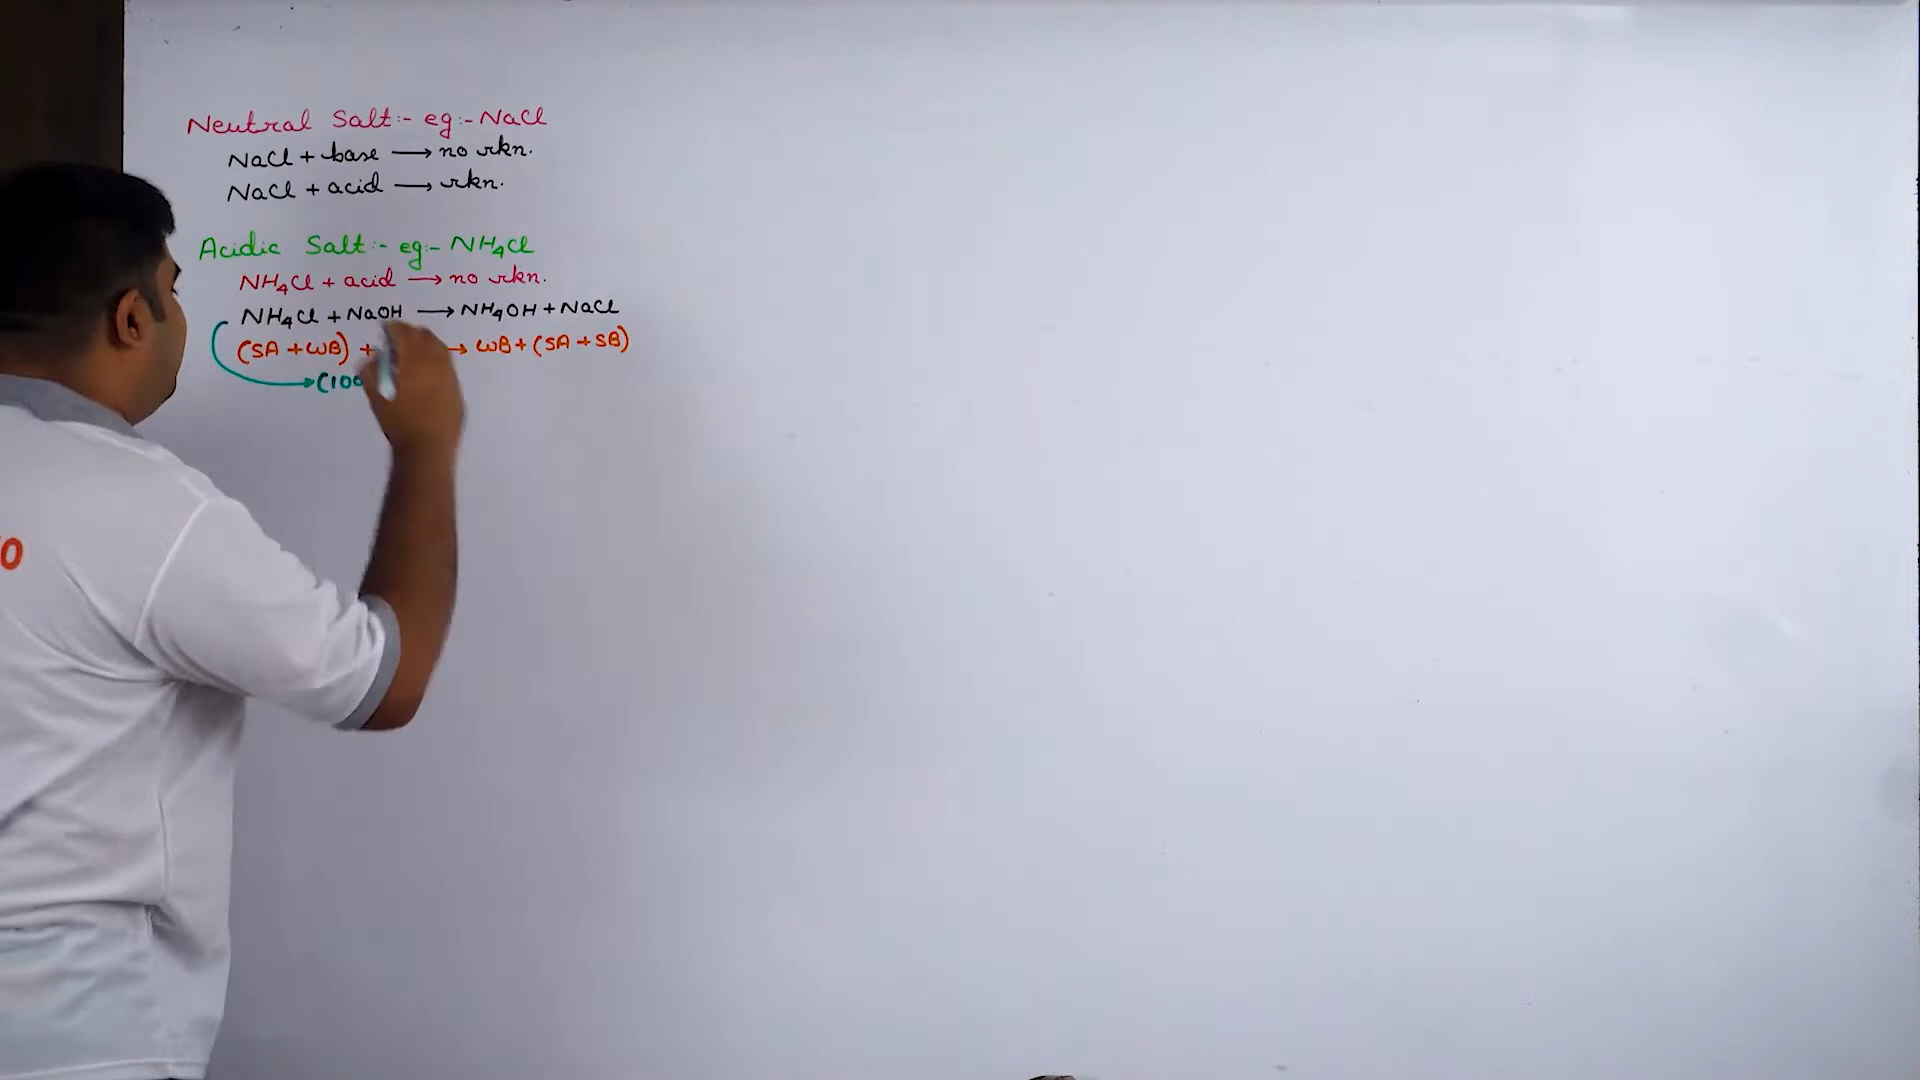 Neutral Salt:- eg:- NaCl
NaCl + base ⟶ no rkn.
NaCl + acid ⟶ rkn.
Acidic Salt:- eg:- NH₄Cl
NH₄Cl + acid ⟶ no rkn.
NH₄Cl + NaOH ⟶ NH₄OH + NaCl
(SA + WB) + → WB + (SA + SB)
→ (100